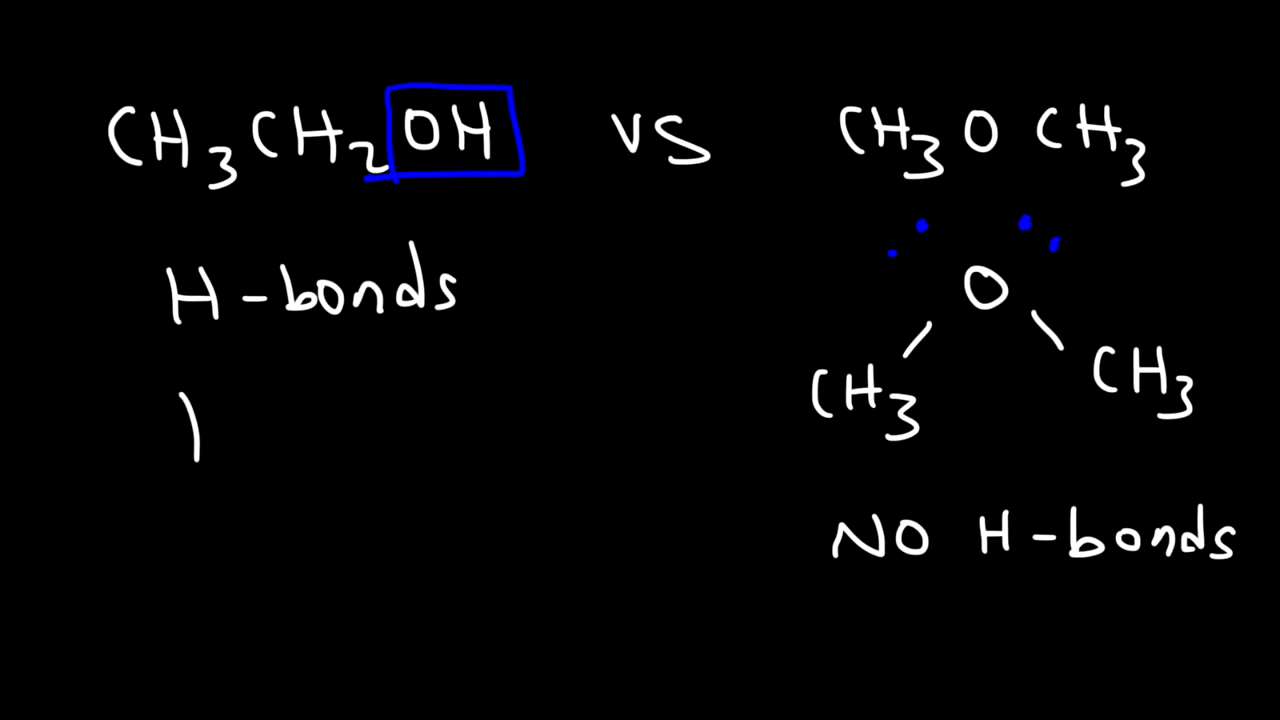 CH₃CH₂OH vs CH₃OCH₃
H-bonds
O
CH₃ CH₃
NO H-bonds